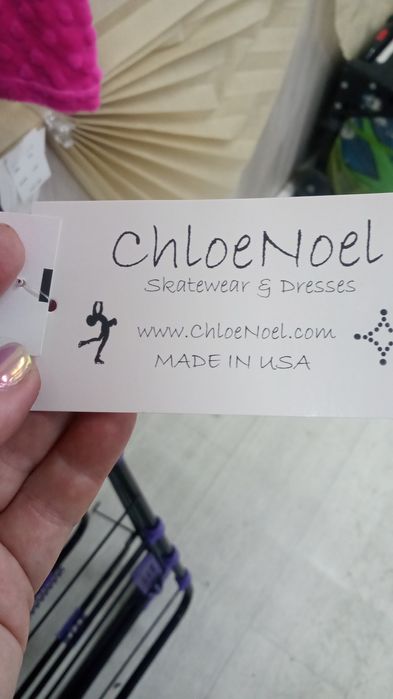 ChloeNoel
Skatewear & Dresses
www.ChloeNoel.com
MADE IN USA